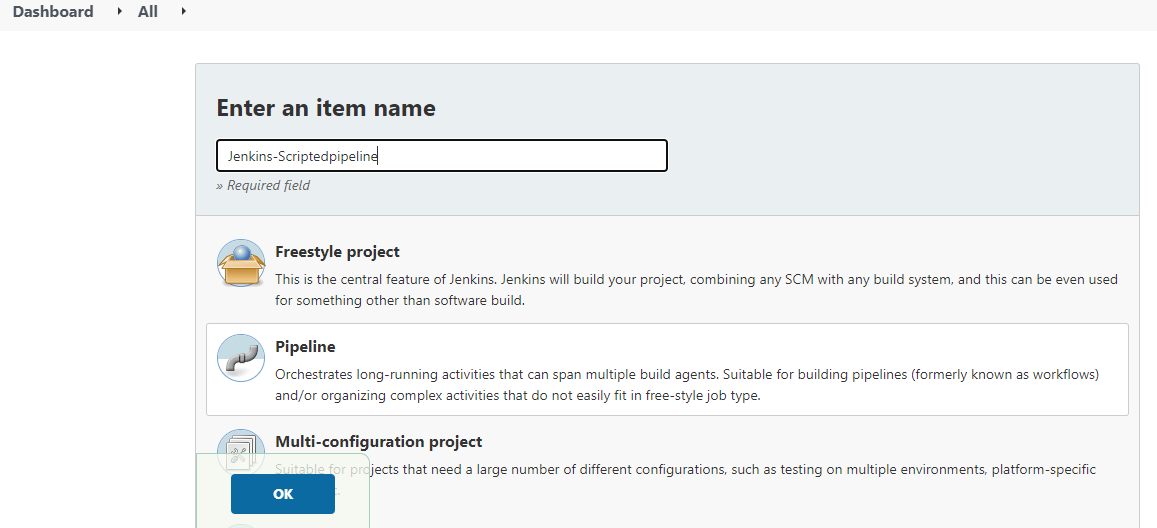 Dashboard All
Enter an item name
Jenkins-Scriptedpipeline
» Required field
Freestyle project
This is the central feature of Jenkins. Jenkins will build your project, combining any SCM with any build system, and this can be even used
for something other than software build.
Pipeline
Orchestrates long-running activities that can span multiple build agents. Suitable for building pipelines (formerly known as workflows)
and/or organizing complex activities that do not easily fit in free-style job type.
Multi-configuration project
Suitable for projects that need a large number of different configurations, such as testing on multiple environments, platform-specific
OK